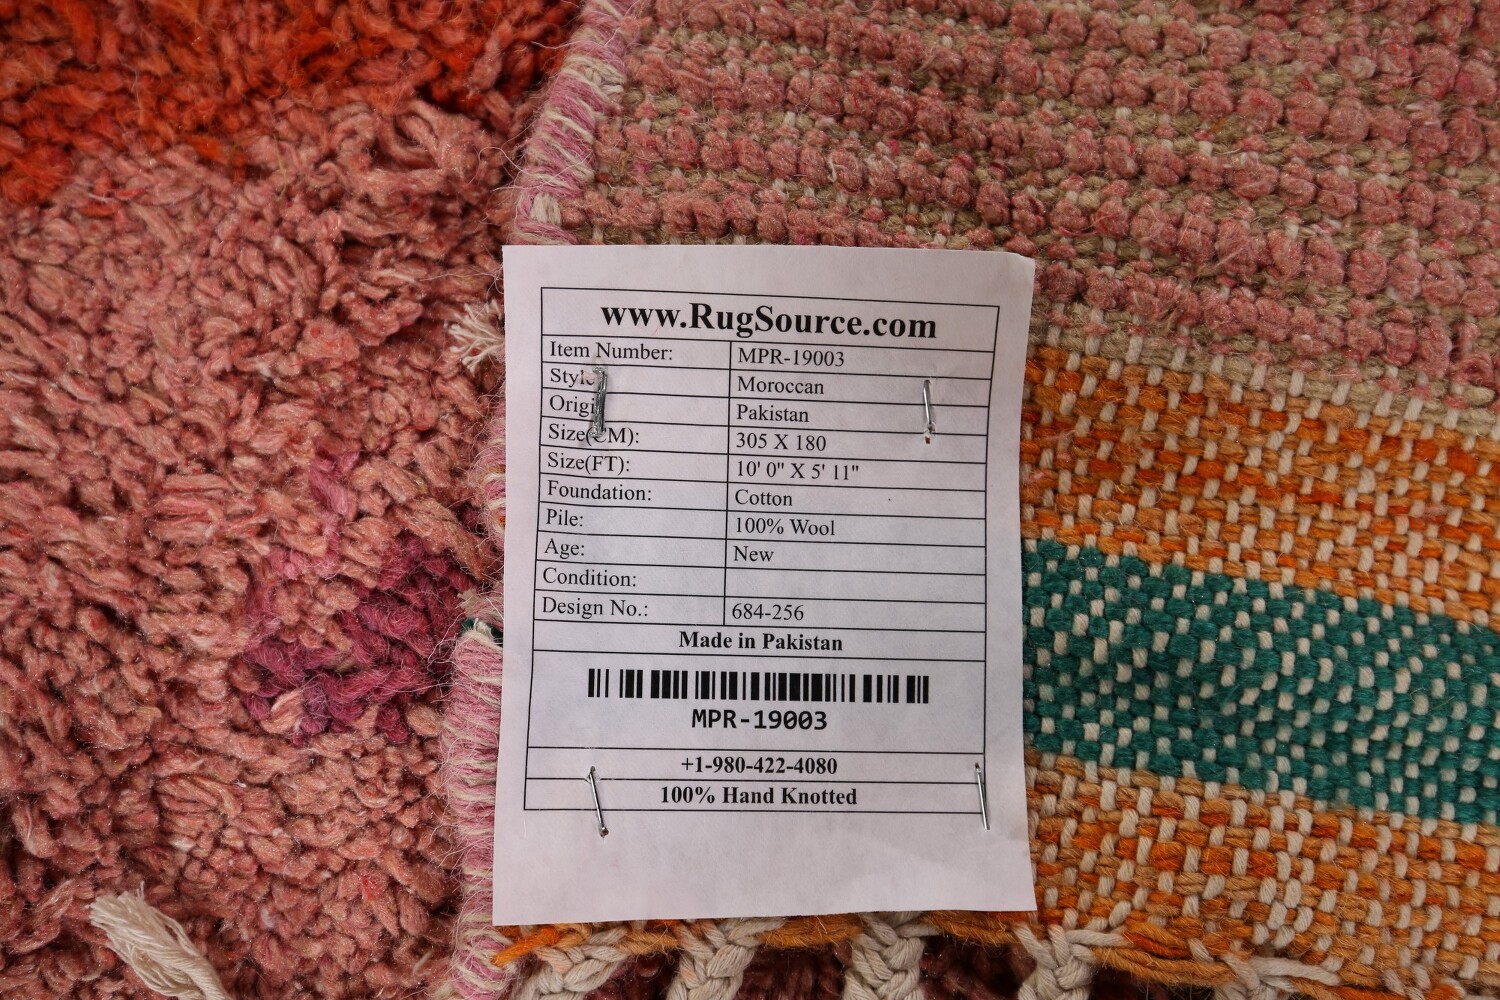 www.RugSource.com
Item Number: MPR-19003
Style Moroccan
Origi Pakistan
Size(CM): 305 X 180
Size(FT): 10' 0" X 5' 11"
Foundation: Cotton
Pile: 100% Wool
Age: New
Condition:
Design No.: 684-256
Made in Pakistan
MPR-19003
+1-980-422-4080
100% Hand Knotted